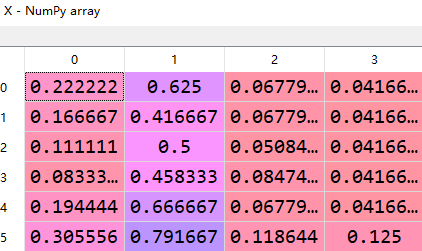 X - NumPy array
0 1 2 3
0 0.222222 0.625 0.06779… 0.04166…
1 0.166667 0.416667 0.06779… 0.04166…
2 0.111111 0.5 0.05084… 0.04166…
3 0.08333… 0.458333 0.08474… 0.04166…
4 0.194444 0.666667 0.06779… 0.04166…
5 0.305556 0.791667 0.118644 0.125